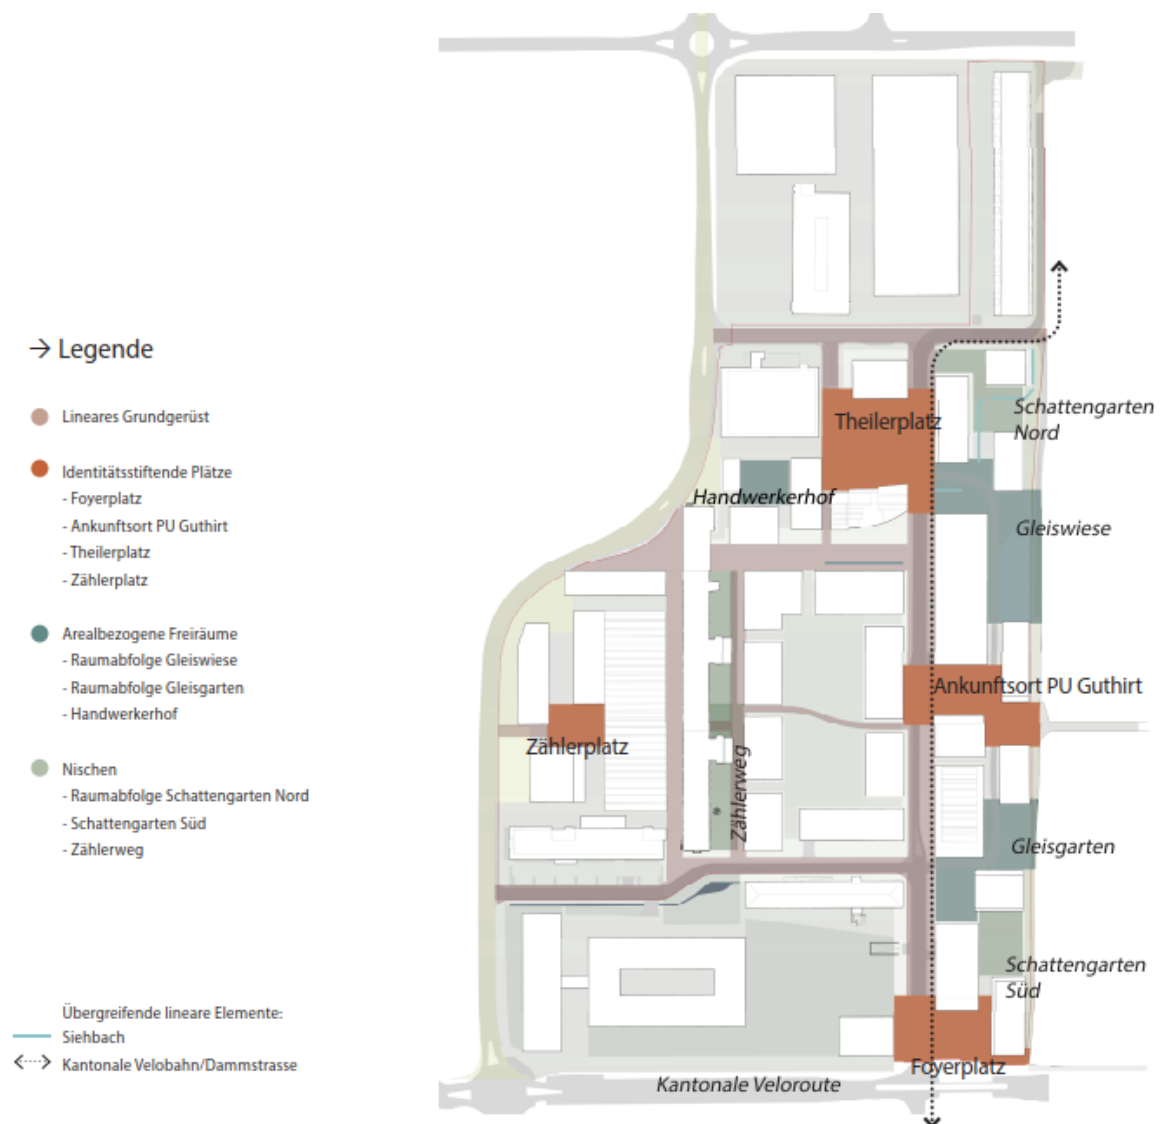 → Legende
Lineares Grundgerüst
Identitätsstiftende Plätze
- Foyerplatz
- Ankunftsort PU Guthirt
- Theilerplatz
- Zählerplatz
Arealbezogene Freiräume
- Raumabfolge Gleiswiese
- Raumabfolge Gleisgarten
- Handwerkerhof
Nischen
- Raumabfolge Schattengarten Nord
- Schattengarten Süd
- Zählerweg
Übergreifende lineare Elemente:
Siehbach
Kantonale Velobahn/Dammstrasse
Schattengarten
Nord
Theilerplatz
Handwerkerhof
Gleiswiese
Ankunftsort PU Guthirt
Zählerplatz
Zählerweg
Gleisgarten
Schattengarten
Süd
Foyerplatz
Kantonale Veloroute